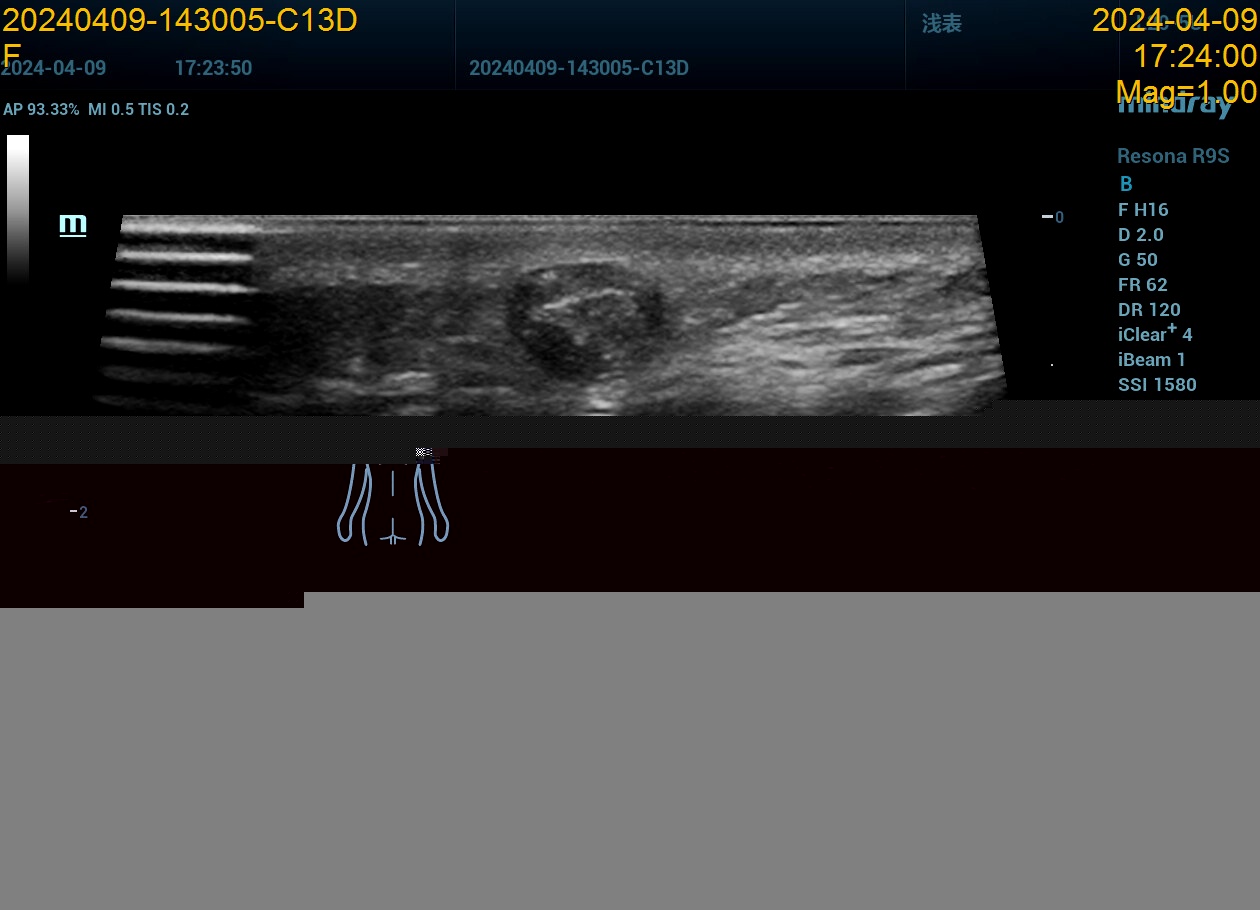 20240409-143005-C13D
F
2024-04-09
17:24:00
Mag=1.00
2024-04-09 17:23:50
20240409-143005-C13D
浅表
AP 93.33% MI 0.5 TIS 0.2
mindray
Resona R9S
B
F H16
D 2.0
G 50
FR 62
DR 120
iClear+ 4
iBeam 1
SSI 1580
m
0
2